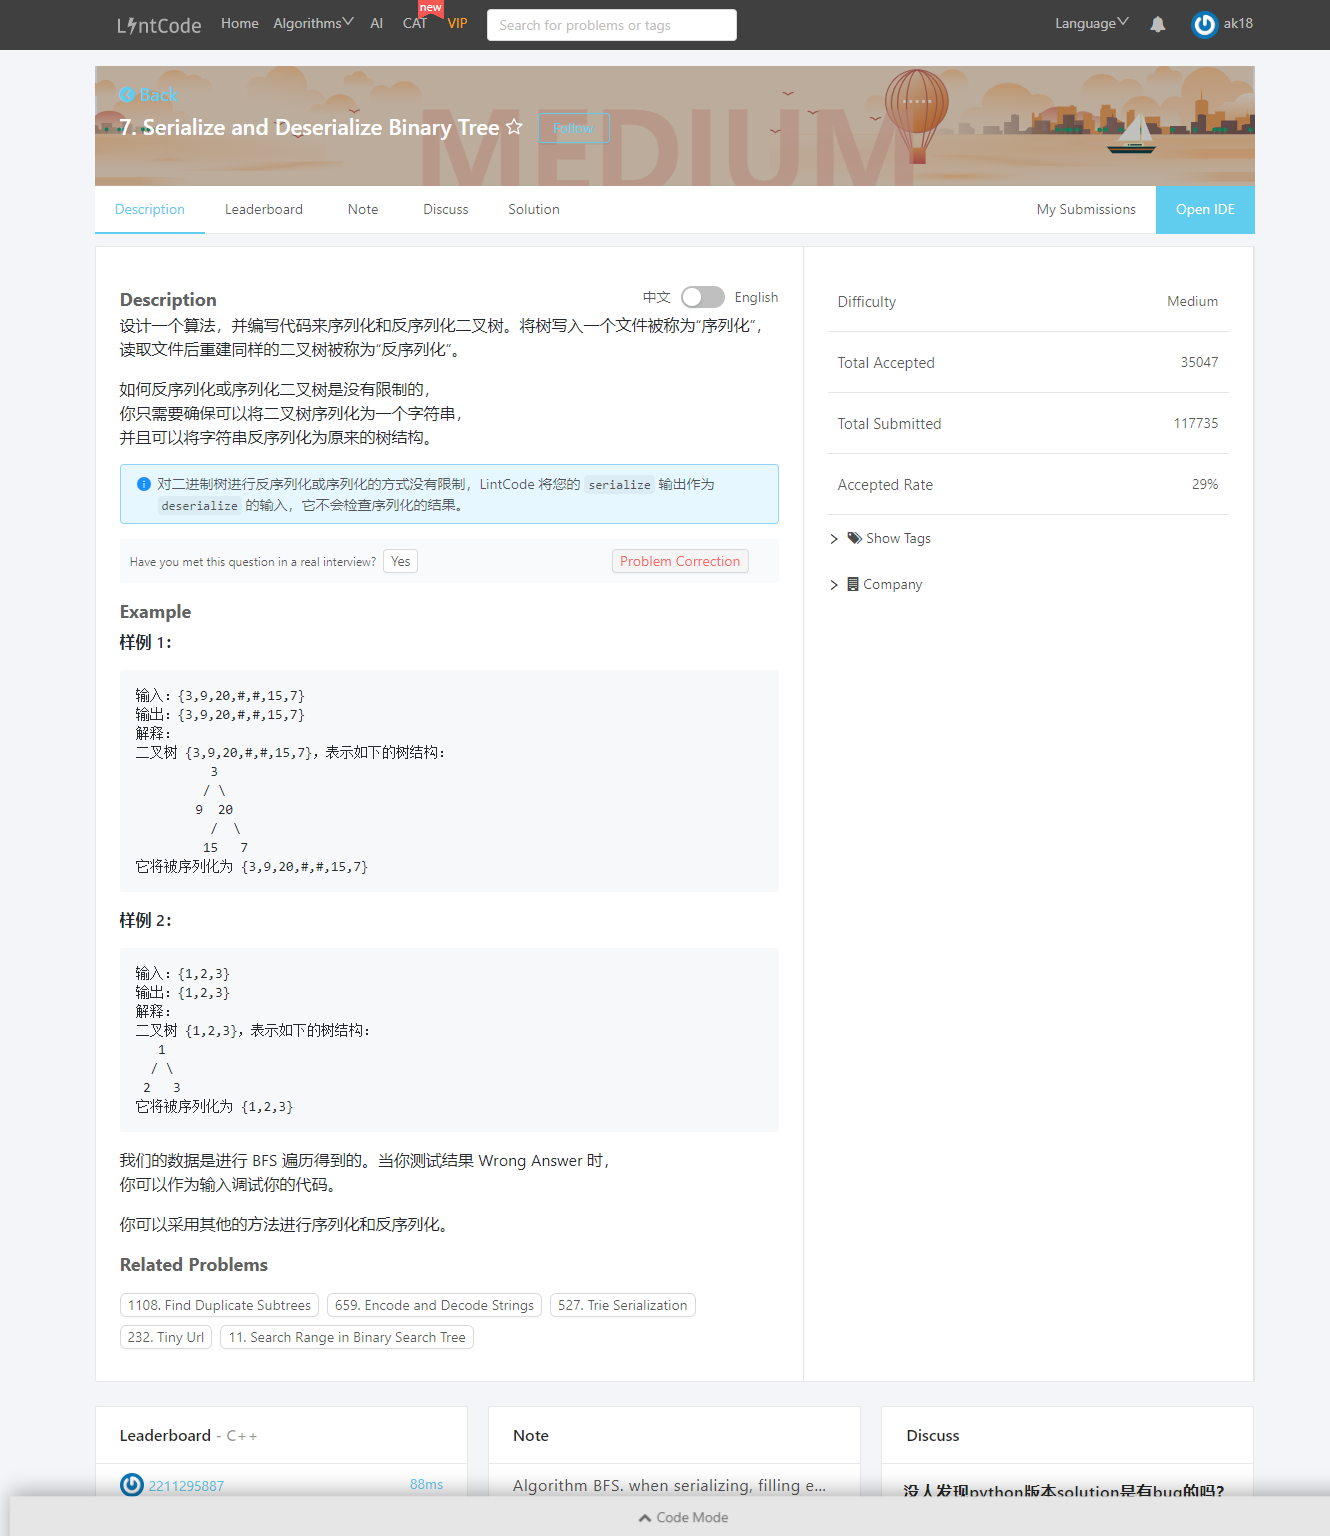 LintCode Home Algorithms AI CAT new VIP Search for problems or tags Language ak18
Back
7. Serialize and Deserialize Binary Tree Follow
MEDIUM
Description Leaderboard Note Discuss Solution My Submissions Open IDE
Description 中文 English
设计一个算法，并编写代码来序列化和反序列化二叉树。将树写入一个文件被称为“序列化”，
读取文件后重建同样的二叉树被称为“反序列化”。
如何反序列化或序列化二叉树是没有限制的，
你只需要确保可以将二叉树序列化为一个字符串，
并且可以将字符串反序列化为原来的树结构。
对二进制树进行反序列化或序列化的方式没有限制，LintCode 将您的 serialize 输出作为
deserialize 的输入，它不会检查序列化的结果。
Have you met this question in a real interview? Yes Problem Correction
Example
样例 1：
输入：{3,9,20,#,#,15,7}
输出：{3,9,20,#,#,15,7}
解释：
二叉树 {3,9,20,#,#,15,7}，表示如下的树结构：
3
/ \
9 20
/ \
15 7
它将被序列化为 {3,9,20,#,#,15,7}
样例 2：
输入：{1,2,3}
输出：{1,2,3}
解释：
二叉树 {1,2,3}，表示如下的树结构：
1
/ \
2 3
它将被序列化为 {1,2,3}
我们的数据是进行 BFS 遍历得到的。当你测试结果 Wrong Answer 时，
你可以作为输入调试你的代码。
你可以采用其他的方法进行序列化和反序列化。
Related Problems
1108. Find Duplicate Subtrees 659. Encode and Decode Strings 527. Trie Serialization
232. Tiny Url 11. Search Range in Binary Search Tree
Difficulty Medium
Total Accepted 35047
Total Submitted 117735
Accepted Rate 29%
Show Tags
Company
Leaderboard - C++
2211295887 88ms
Note
Algorithm BFS. when serializing, filling e...
Discuss
没人发现python版本solution是有bug的吗?
Code Mode